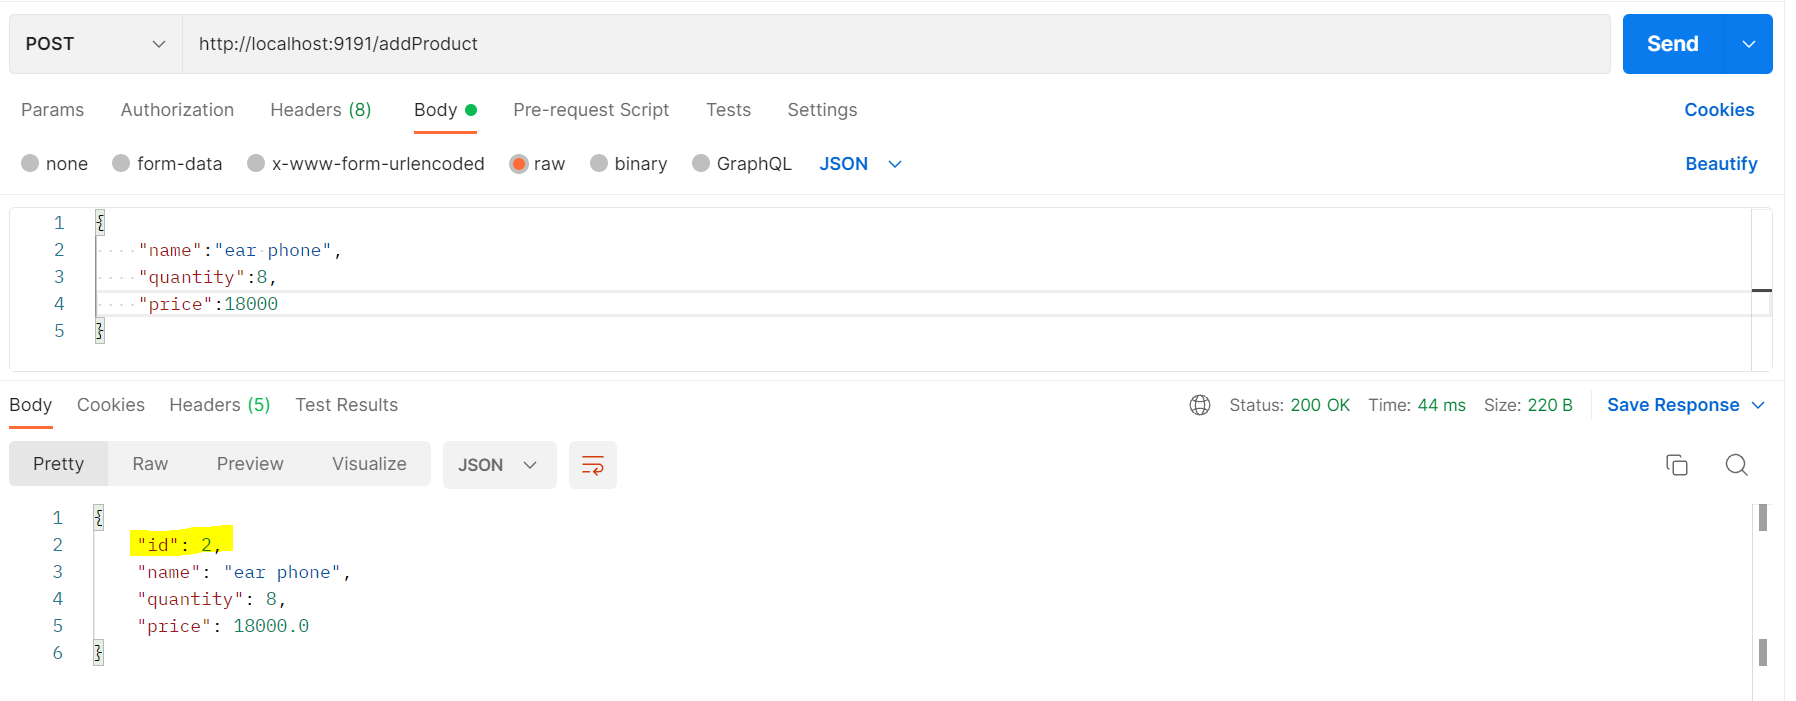 POST http://localhost:9191/addProduct Send
Params Authorization Headers (8) Body Pre-request Script Tests Settings Cookies
none form-data x-www-form-urlencoded raw binary GraphQL JSON Beautify
1 {
2 "name":"ear phone",
3 "quantity":8,
4 "price":18000
5 }
Body Cookies Headers (5) Test Results Status: 200 OK Time: 44 ms Size: 220 B Save Response
Pretty Raw Preview Visualize JSON
1 {
2 "id": 2,
3 "name": "ear phone",
4 "quantity": 8,
5 "price": 18000.0
6 }